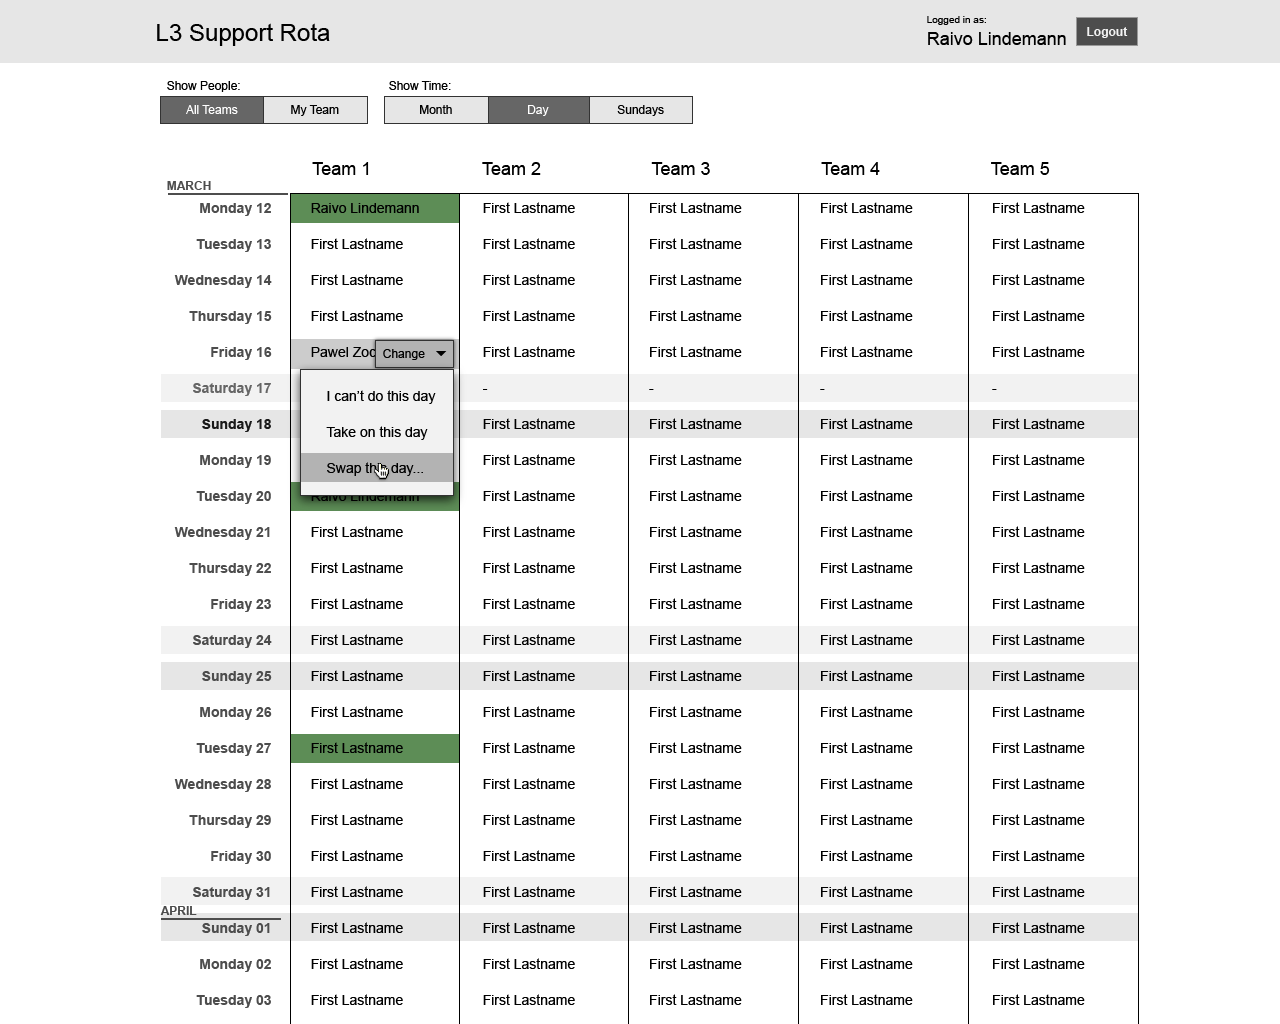 L3 Support Rota
Logged in as:
Raivo Lindemann
Logout
Show People:
Show Time:
All Teams My Team Month Day Sundays
Team 1 Team 2 Team 3 Team 4 Team 5
MARCH
Monday 12 Raivo Lindemann First Lastname First Lastname First Lastname First Lastname
Tuesday 13 First Lastname First Lastname First Lastname First Lastname First Lastname
Wednesday 14 First Lastname First Lastname First Lastname First Lastname First Lastname
Thursday 15 First Lastname First Lastname First Lastname First Lastname First Lastname
Friday 16 Pawel Change First Lastname First Lastname First Lastname First Lastname
Saturday 17 - - - -
I can't do this day
Sunday 18 First Lastname First Lastname First Lastname First Lastname
Take on this day
Monday 19 First Lastname First Lastname First Lastname First Lastname
Swap this day...
Tuesday 20 Raivo Lindemann First Lastname First Lastname First Lastname First Lastname
Wednesday 21 First Lastname First Lastname First Lastname First Lastname First Lastname
Thursday 22 First Lastname First Lastname First Lastname First Lastname First Lastname
Friday 23 First Lastname First Lastname First Lastname First Lastname First Lastname
Saturday 24 First Lastname First Lastname First Lastname First Lastname First Lastname
Sunday 25 First Lastname First Lastname First Lastname First Lastname First Lastname
Monday 26 First Lastname First Lastname First Lastname First Lastname First Lastname
Tuesday 27 First Lastname First Lastname First Lastname First Lastname First Lastname
Wednesday 28 First Lastname First Lastname First Lastname First Lastname First Lastname
Thursday 29 First Lastname First Lastname First Lastname First Lastname First Lastname
Friday 30 First Lastname First Lastname First Lastname First Lastname First Lastname
Saturday 31 First Lastname First Lastname First Lastname First Lastname First Lastname
APRIL
Sunday 01 First Lastname First Lastname First Lastname First Lastname First Lastname
Monday 02 First Lastname First Lastname First Lastname First Lastname First Lastname
Tuesday 03 First Lastname First Lastname First Lastname First Lastname First Lastname